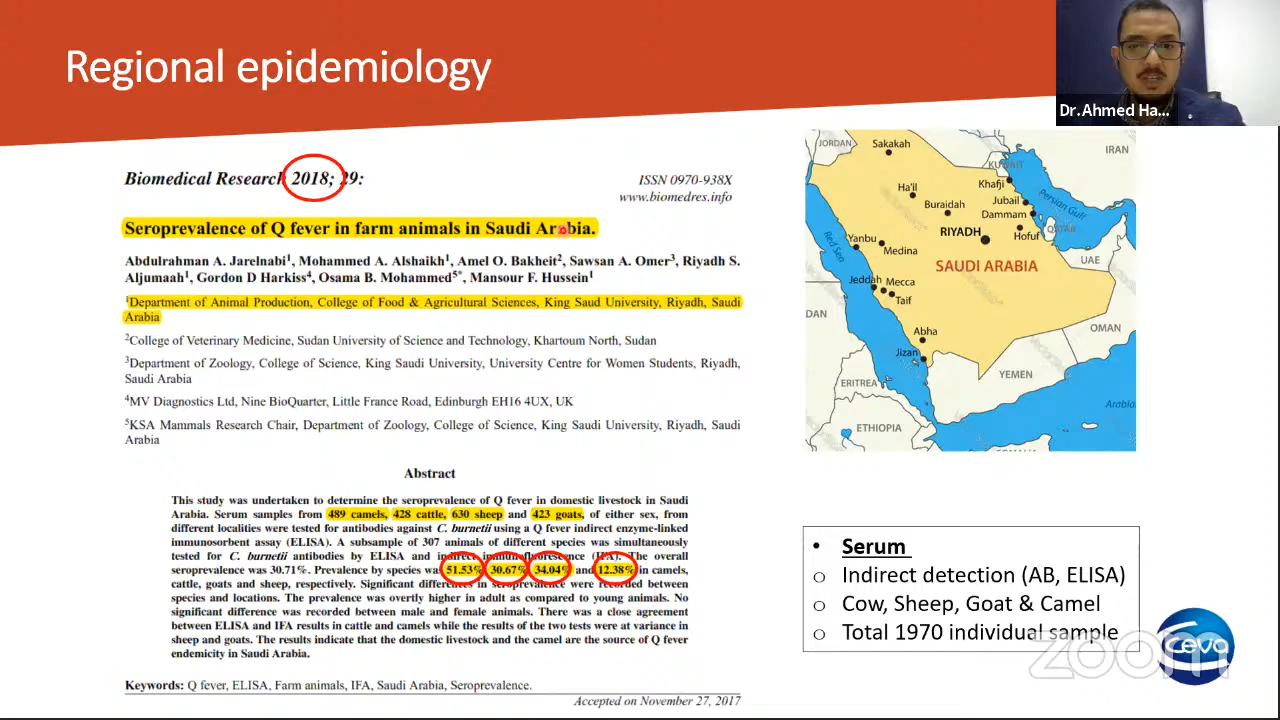 Regional epidemiology
Dr.Ahmed Ha...
Biomedical Research 2018; 29:
ISSN 0970-938X
www.biomedres.info
Seroprevalence of Q fever in farm animals in Saudi Arabia.
Abdulrahman A. Jarelnabi1, Mohammed A. Alshaikh1, Amel O. Bakheit2, Sawsan A. Omer3, Riyadh S.
Aljumaah1, Gordon D Harkiss4, Osama B. Mohammed5*, Mansour F. Hussein1
1Department of Animal Production, College of Food & Agricultural Sciences, King Saud University, Riyadh, Saudi
Arabia
2College of Veterinary Medicine, Sudan University of Science and Technology, Khartoum North, Sudan
3Department of Zoology, College of Science, King Saudi University, University Centre for Women Students, Riyadh,
Saudi Arabia
4MV Diagnostics Ltd, Nine BioQuarter, Little France Road, Edinburgh EH16 4UX, UK
5KSA Mammals Research Chair, Department of Zoology, College of Science, King Saudi University, Riyadh, Saudi
Arabia
Abstract
This study was undertaken to determine the seroprevalence of Q fever in domestic livestock in Saudi
Arabia. Serum samples from 489 camels, 428 cattle, 630 sheep and 423 goats, of either sex, from
different localities were tested for antibodies against C. burnetii using a Q fever indirect enzyme-linked
immunosorbent assay (ELISA). A subsample of 307 animals of different species was simultaneously
tested for C. burnetii antibodies by ELISA and indirect immunofluorescence (IFA). The overall
seroprevalence was 30.71%. Prevalence by species was 51.53% 30.67% 34.04% and 12.38% in camels,
cattle, goats and sheep, respectively. Significant differences in seroprevalence were recorded between
species and locations. The prevalence was overtly higher in adult as compared to young animals. No
significant difference was recorded between male and female animals. There was a close agreement
between ELISA and IFA results in cattle and camels while the results of the two tests were at variance in
sheep and goats. The results indicate that the domestic livestock and the camel are the source of Q fever
endemicity in Saudi Arabia.
Keywords: Q fever, ELISA, Farm animals, IFA, Saudi Arabia, Seroprevalence.
Accepted on November 27, 2017
JORDAN
Sakakah
IRAN
KUWAIT
Khafji
Ha'il
Jubail
Persian Gulf
Buraidah
Dammam
QATAR
RIYADH
Hofuf
Yanbu
Medina
UAE
Red Sea
SAUDI ARABIA
Jeddah
Mecca
Taif
DAN
OMAN
Abha
Jizan
YEMEN
ERITREA
Arabia
ETHIOPIA
• Serum
o Indirect detection (AB, ELISA)
o Cow, Sheep, Goat & Camel
o Total 1970 individual sample
zoom
Ceva